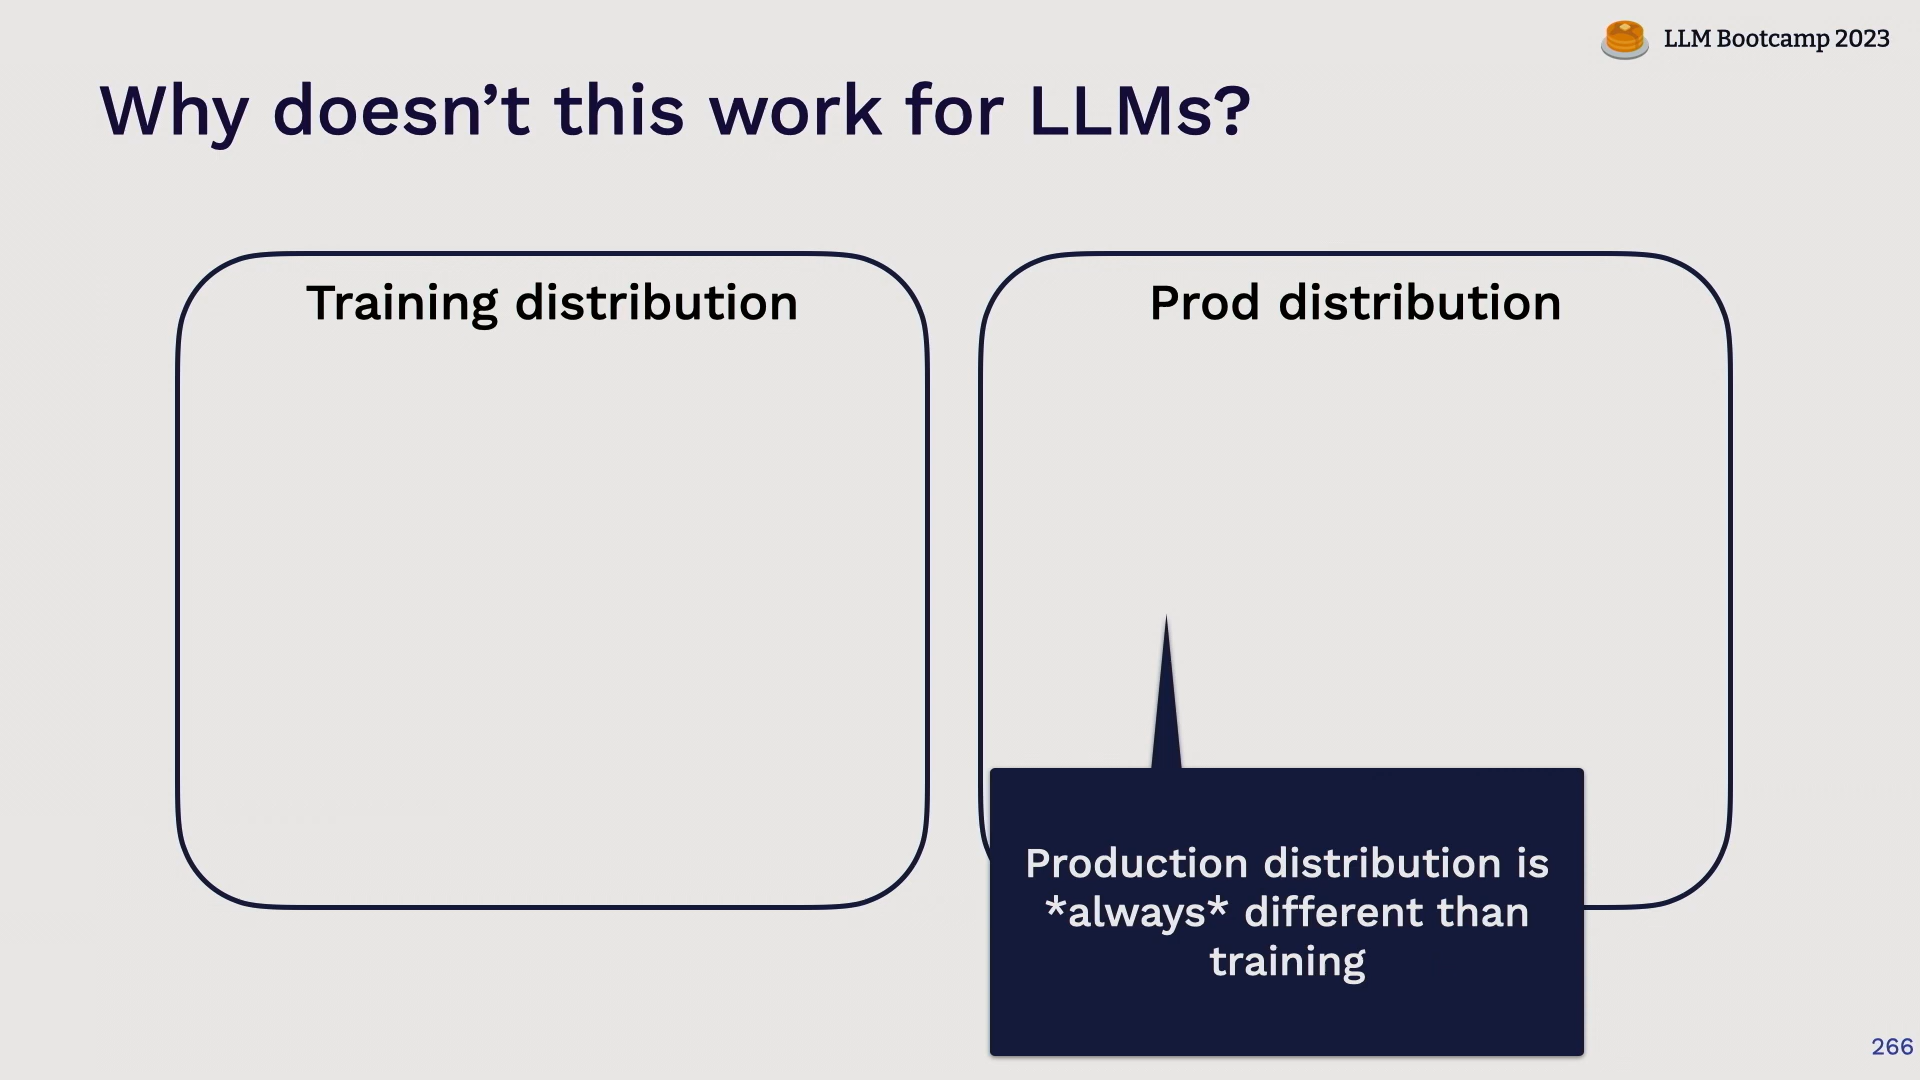 LLM Bootcamp 2023
Why doesn’t this work for LLMs?
Training distribution
Prod distribution
Production distribution is
*always* different than
training
266